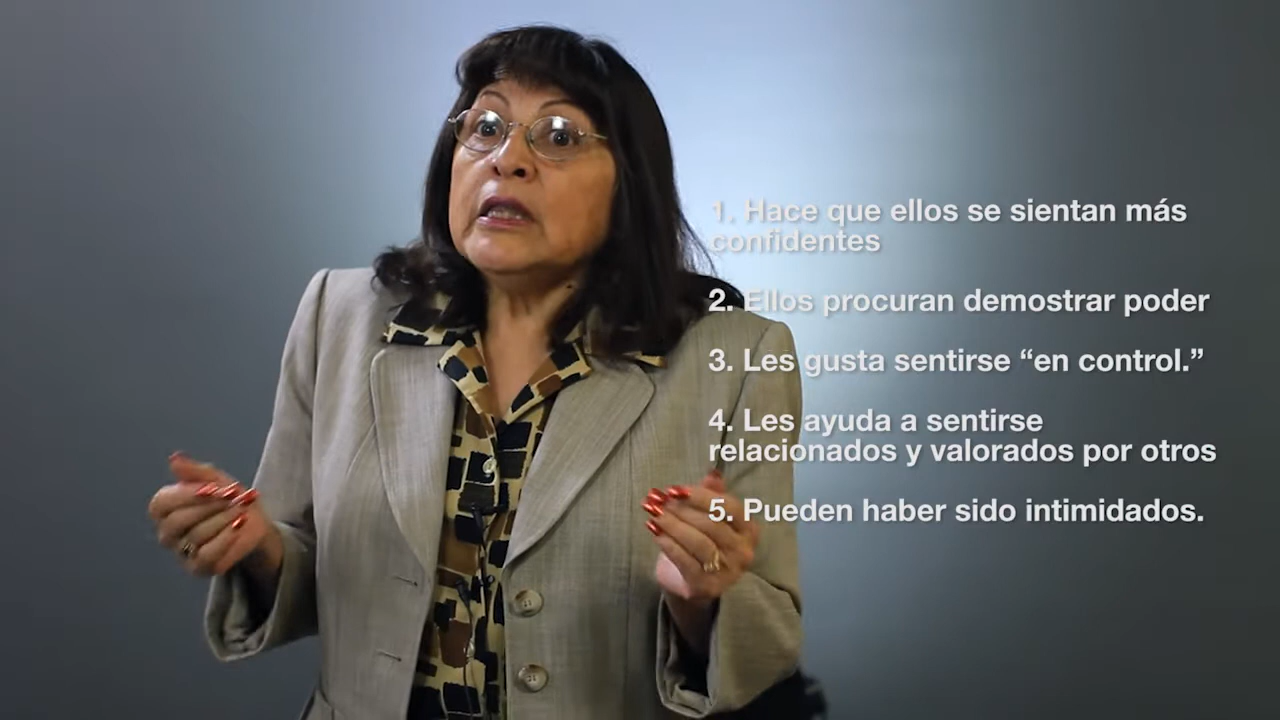 1. Hace que ellos se sientan más
confidentes
2. Ellos procuran demostrar poder
3. Les gusta sentirse “en control.”
4. Les ayuda a sentirse
relacionados y valorados por otros
5. Pueden haber sido intimidados.